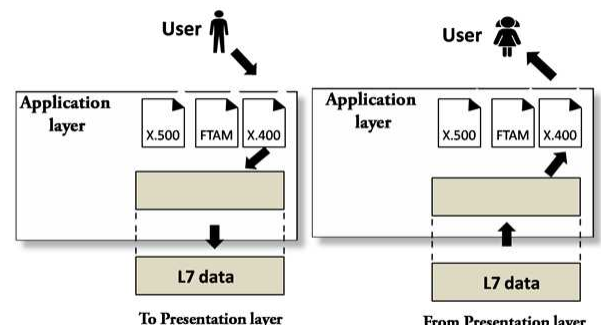 User
Application
layer
X.500 FTAM X.400
L7 data
To Presentation layer
User
Application
layer
X.500 FTAM X.400
L7 data
From Presentation layer